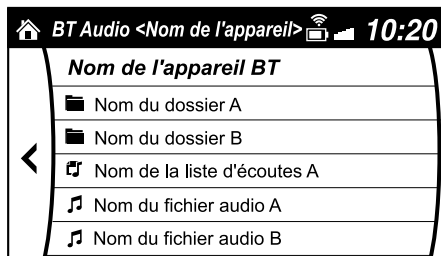 BT Audio <Nom de l'appareil> 10:20
Nom de l'appareil BT
Nom du dossier A
Nom du dossier B
Nom de la liste d'écoutes A
Nom du fichier audio A
Nom du fichier audio B